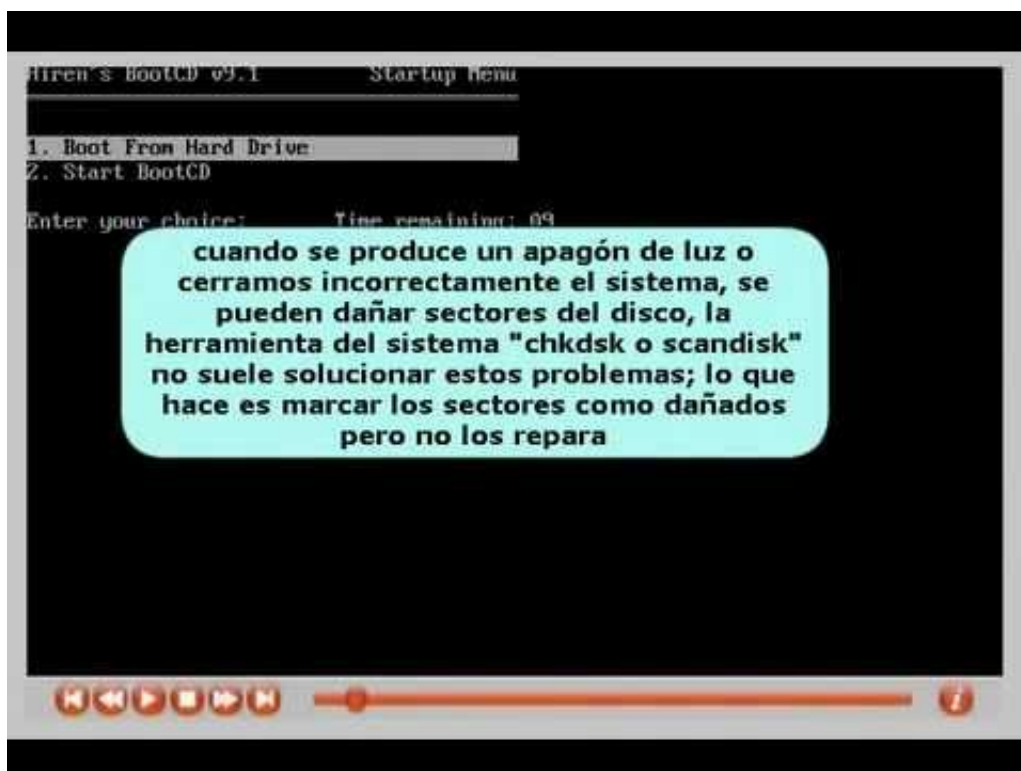 Hiren's BootCD v9.1 Startup Menu
1. Boot From Hard Drive
2. Start BootCD
Enter your choice: Time remaining: 09
cuando se produce un apagón de luz o
cerramos incorrectamente el sistema, se
pueden dañar sectores del disco, la
herramienta del sistema "chkdsk o scandisk"
no suele solucionar estos problemas; lo que
hace es marcar los sectores como dañados
pero no los repara
i